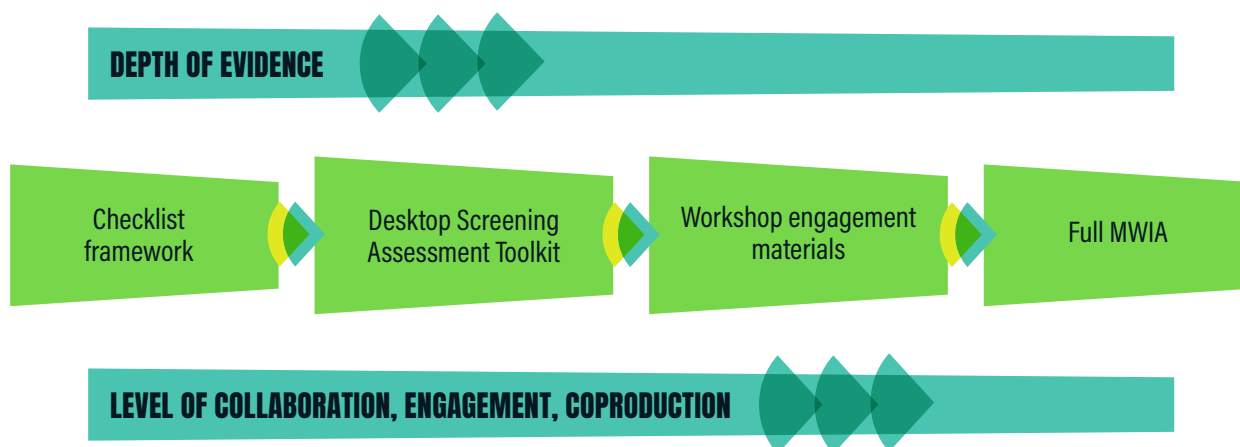 DEPTH OF EVIDENCE
Checklist
framework
Desktop Screening
Assessment Toolkit
Workshop engagement
materials
Full MWIA
LEVEL OF COLLABORATION, ENGAGEMENT, COPRODUCTION